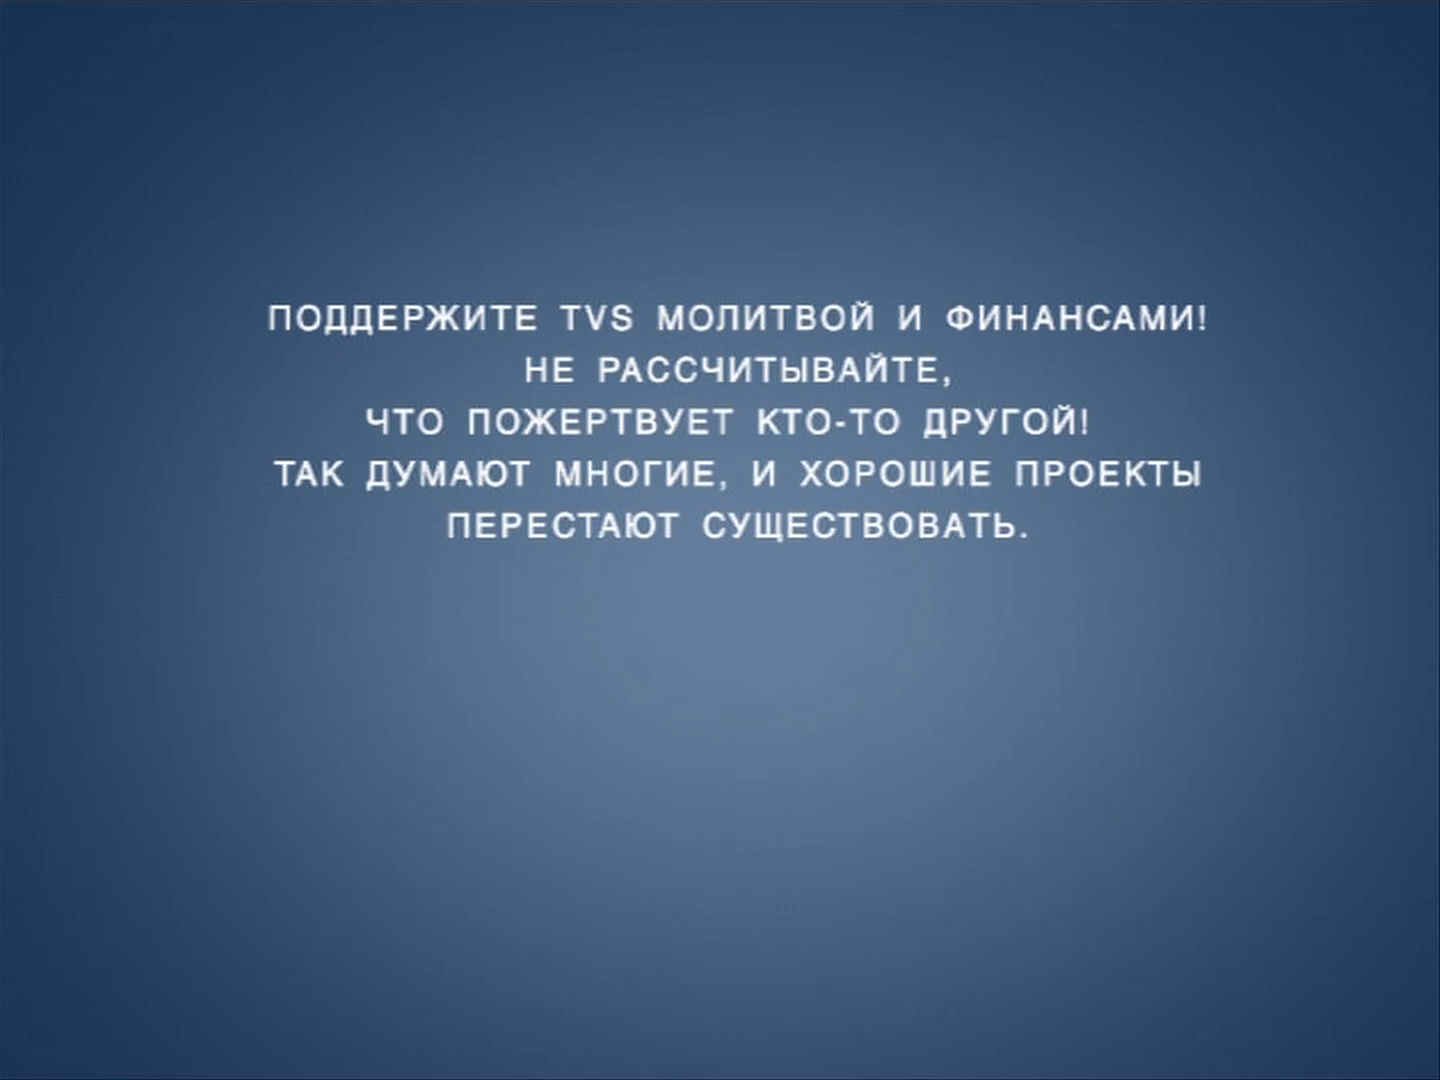 ПОДДЕРЖИТЕ TVS МОЛИТВОЙ И ФИНАНСАМИ!
НЕ РАССЧИТЫВАЙТЕ,
ЧТО ПОЖЕРТВУЕТ КТО-ТО ДРУГОЙ!
ТАК ДУМАЮТ МНОГИЕ, И ХОРОШИЕ ПРОЕКТЫ
ПЕРЕСТАЮТ СУЩЕСТВОВАТЬ.